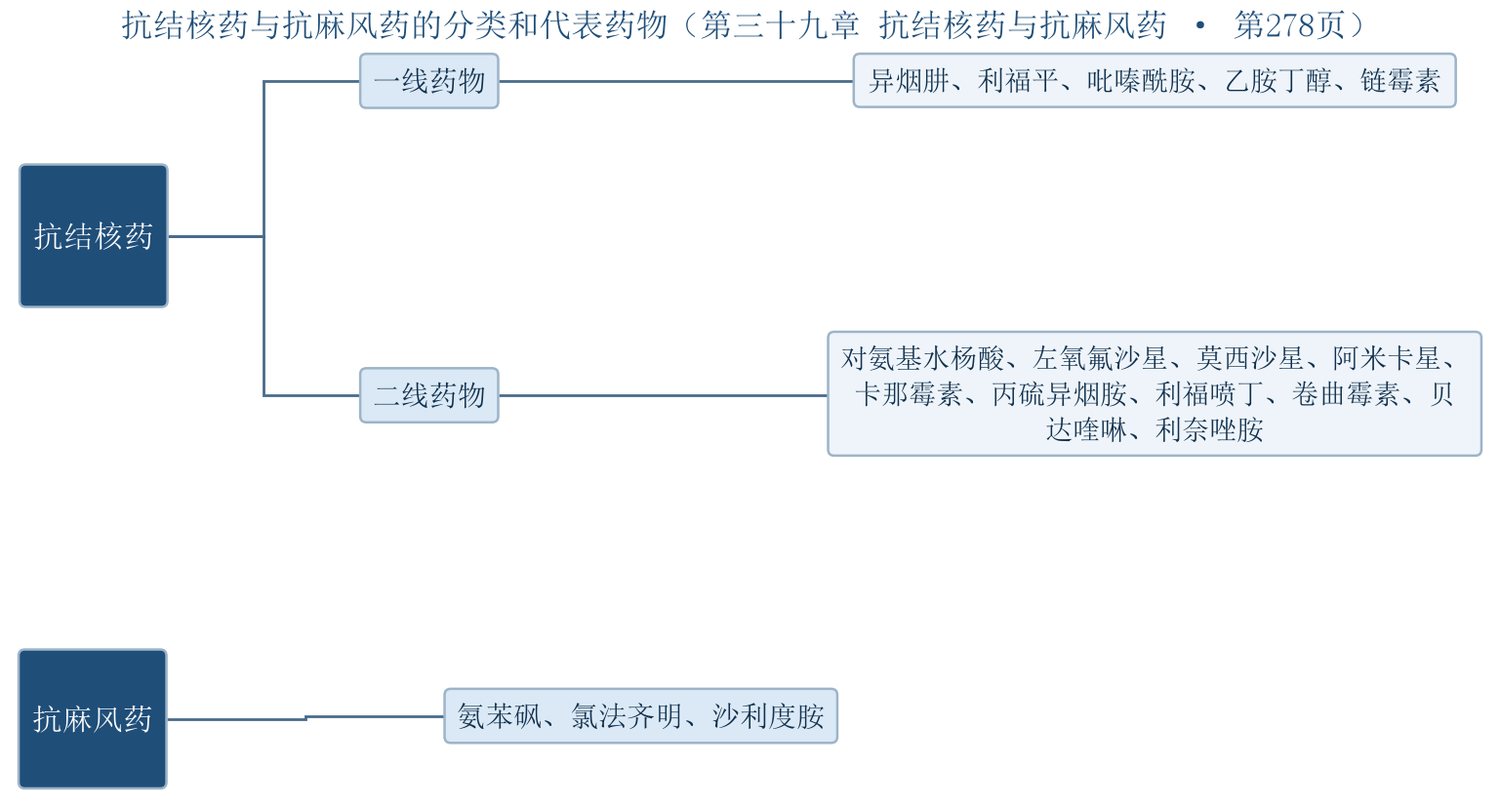 抗结核药与抗麻风药的分类和代表药物（第三十九章 抗结核药与抗麻风药 • 第278页）
一线药物
异烟肼、利福平、吡嗪酰胺、乙胺丁醇、链霉素
抗结核药
二线药物
对氨基水杨酸、左氧氟沙星、莫西沙星、阿米卡星、
卡那霉素、丙硫异烟胺、利福喷丁、卷曲霉素、贝
达喹啉、利奈唑胺
抗麻风药
氨苯砜、氯法齐明、沙利度胺